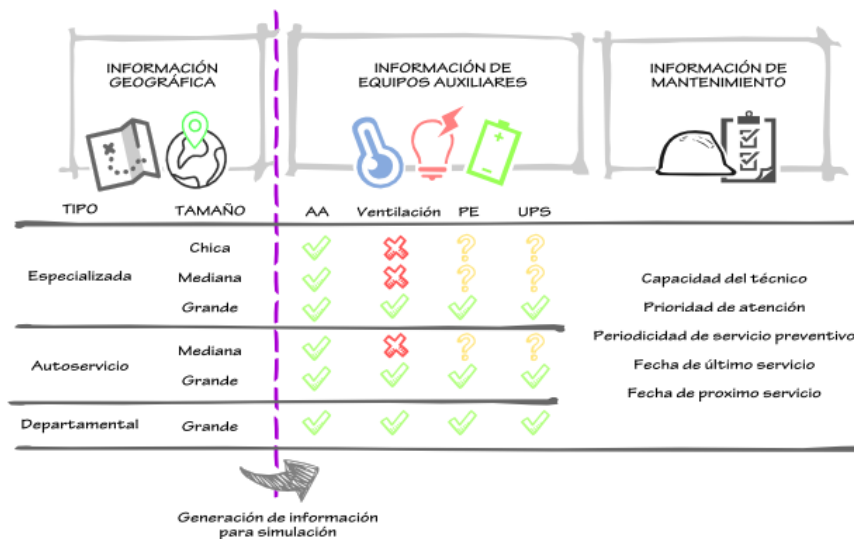 INFORMACIÓN
GEOGRÁFICA
INFORMACIÓN DE
EQUIPOS AUXILIARES
INFORMACIÓN DE
MANTENIMIENTO
TIPO TAMAÑO AA Ventilación PE UPS
Especializada
Chica ? ?
Mediana ? ?
Grande
Autoservicio
Mediana ? ?
Grande
Departamental Grande
Capacidad del técnico
Prioridad de atención
Periodicidad de servicio preventivo
Fecha de último servicio
Fecha de proximo servicio
Generación de información
para simulación